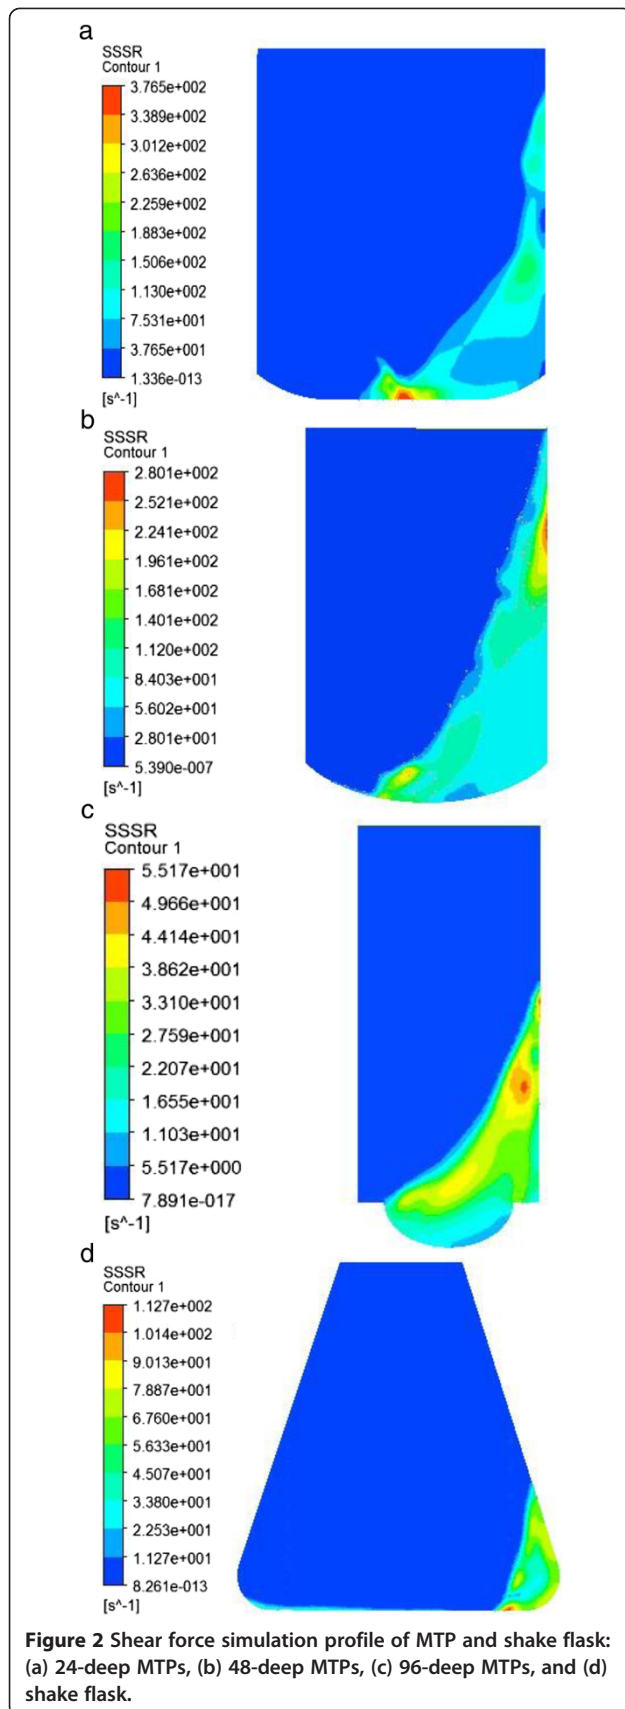 a
SSSR
Contour 1
3.765e+002
3.389e+002
3.012e+002
2.636e+002
2.259e+002
1.883e+002
1.506e+002
1.130e+002
7.531e+001
3.765e+001
1.336e-013
[s^-1]
b
SSSR
Contour 1
2.801e+002
2.521e+002
2.241e+002
1.961e+002
1.681e+002
1.401e+002
1.120e+002
8.403e+001
5.602e+001
2.801e+001
5.390e-007
[s^-1]
c
SSSR
Contour 1
5.517e+001
4.966e+001
4.414e+001
3.862e+001
3.310e+001
2.759e+001
2.207e+001
1.655e+001
1.103e+001
5.517e+000
7.891e-017
[s^-1]
d
SSSR
Contour 1
1.127e+002
1.014e+002
9.013e+001
7.887e+001
6.760e+001
5.633e+001
4.507e+001
3.380e+001
2.253e+001
1.127e+001
8.261e-013
[s^-1]
Figure 2 Shear force simulation profile of MTP and shake flask:
(a) 24-deep MTPs, (b) 48-deep MTPs, (c) 96-deep MTPs, and (d)
shake flask.